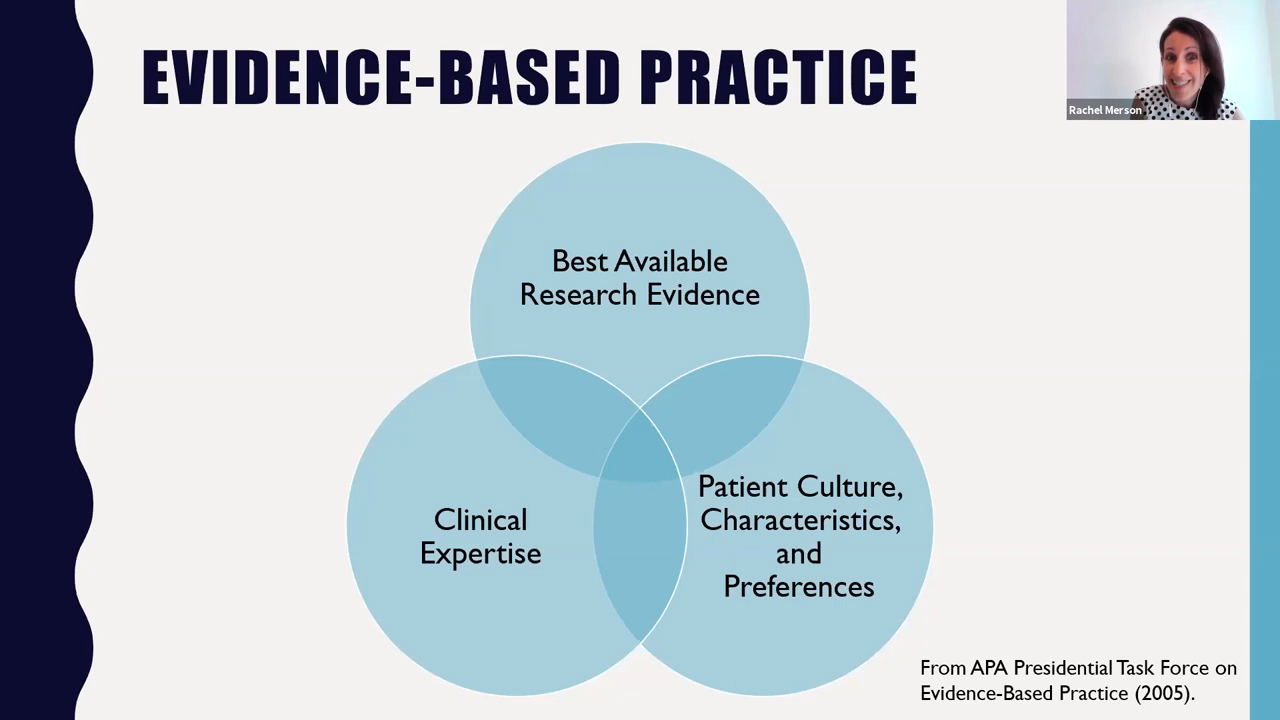 EVIDENCE-BASED PRACTICE
Rachel Merson
Best Available
Research Evidence
Clinical
Expertise
Patient Culture,
Characteristics,
and
Preferences
From APA Presidential Task Force on
Evidence-Based Practice (2005).